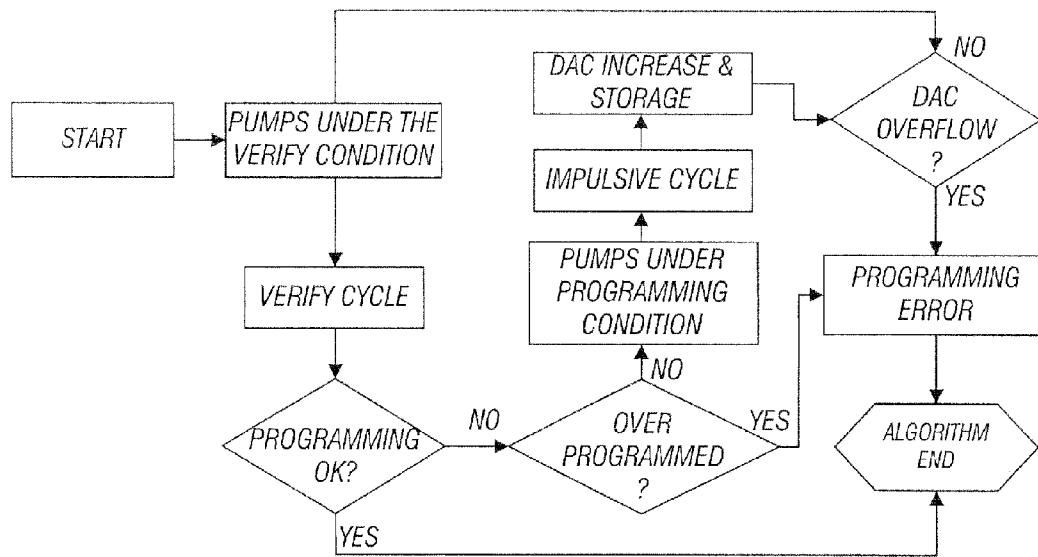 START
PUMPS UNDER THE
VERIFY CONDITION
VERIFY CYCLE
PROGRAMMING
OK?
YES
NO
OVER
PROGRAMMED
?
YES
NO
PUMPS UNDER
PROGRAMMING
CONDITION
IMPULSIVE CYCLE
DAC INCREASE &
STORAGE
DAC
OVERFLOW
?
NO
YES
PROGRAMMING
ERROR
ALGORITHM
END